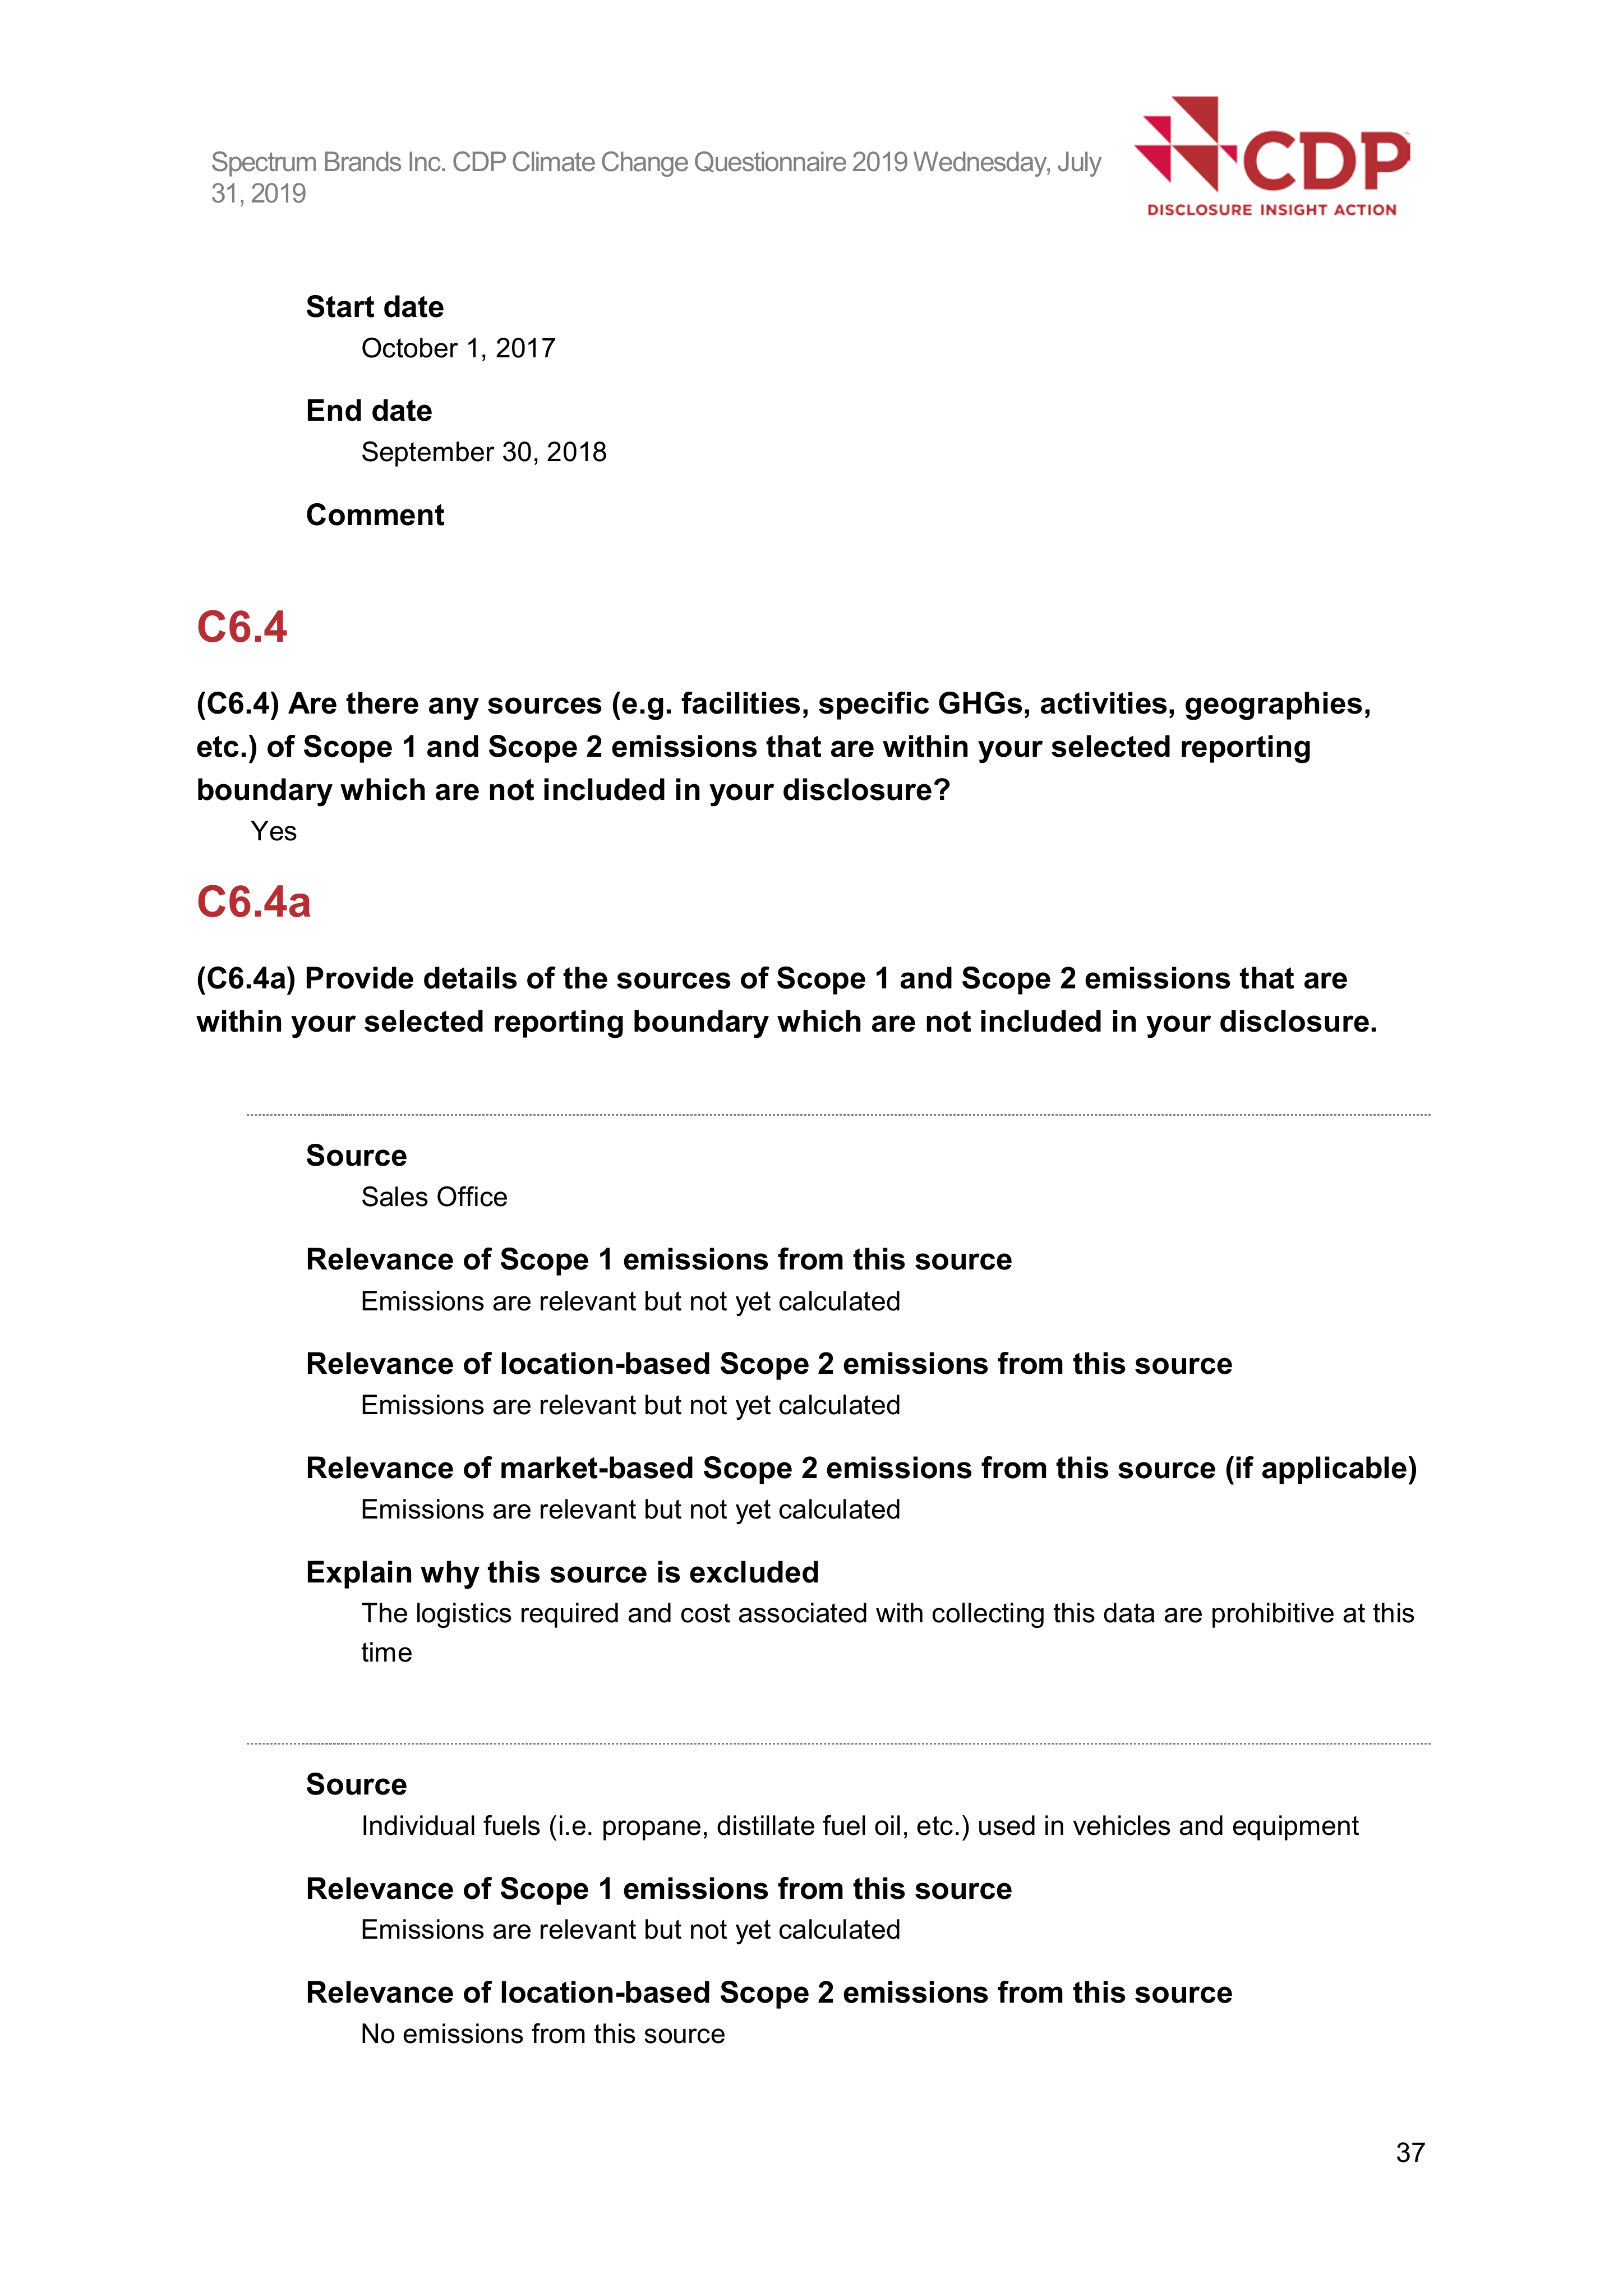 Spectrum Brands Inc. CDP Climate Change Questionnaire 2019 Wednesday, July
31, 2019
CDP
DISCLOSURE INSIGHT ACTION
Start date
October 1, 2017
End date
September 30, 2018
Comment
C6.4
(C6.4) Are there any sources (e.g. facilities, specific GHGs, activities, geographies,
etc.) of Scope 1 and Scope 2 emissions that are within your selected reporting
boundary which are not included in your disclosure?
Yes
C6.4a
(C6.4a) Provide details of the sources of Scope 1 and Scope 2 emissions that are
within your selected reporting boundary which are not included in your disclosure.
Source
Sales Office
Relevance of Scope 1 emissions from this source
Emissions are relevant but not yet calculated
Relevance of location-based Scope 2 emissions from this source
Emissions are relevant but not yet calculated
Relevance of market-based Scope 2 emissions from this source (if applicable)
Emissions are relevant but not yet calculated
Explain why this source is excluded
The logistics required and cost associated with collecting this data are prohibitive at this
time
Source
Individual fuels (i.e. propane, distillate fuel oil, etc.) used in vehicles and equipment
Relevance of Scope 1 emissions from this source
Emissions are relevant but not yet calculated
Relevance of location-based Scope 2 emissions from this source
No emissions from this source
37